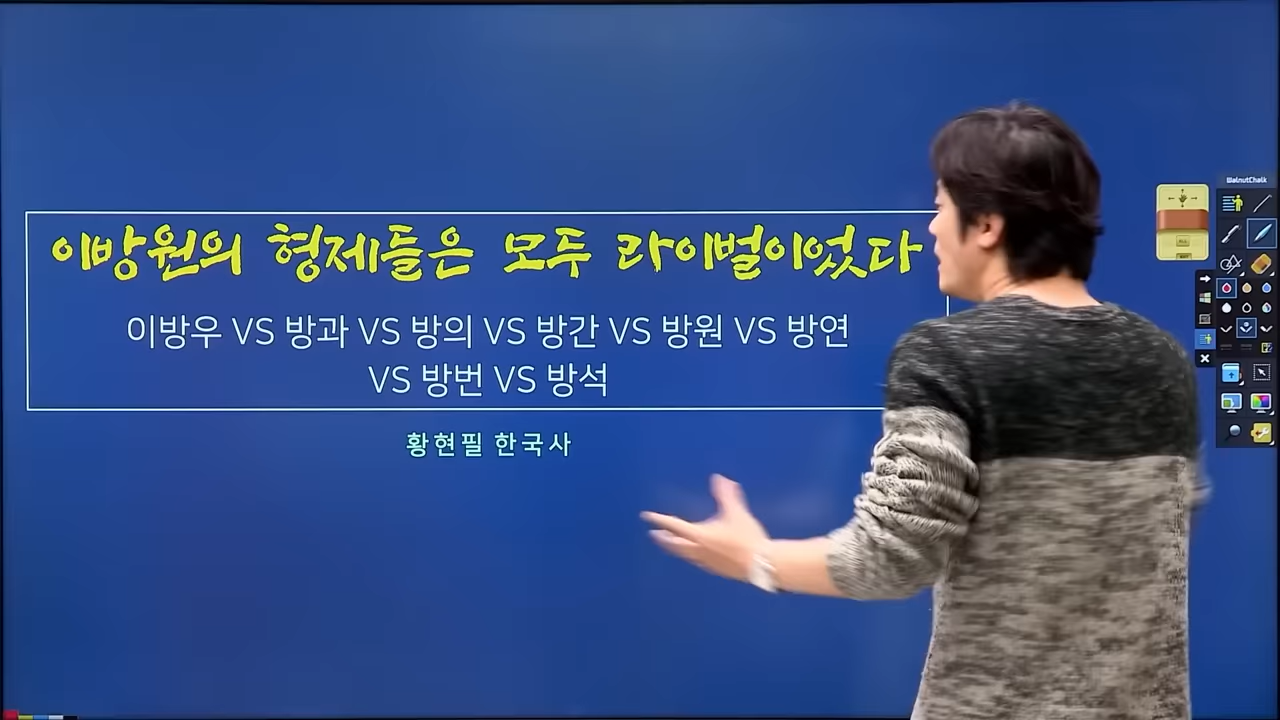 이방원의 형제들은 모두 라이벌이었다
이방우 VS 방과 VS 방의 VS 방간 VS 방원 VS 방연
VS 방번 VS 방석
황현필 한국사
WalnutChalk